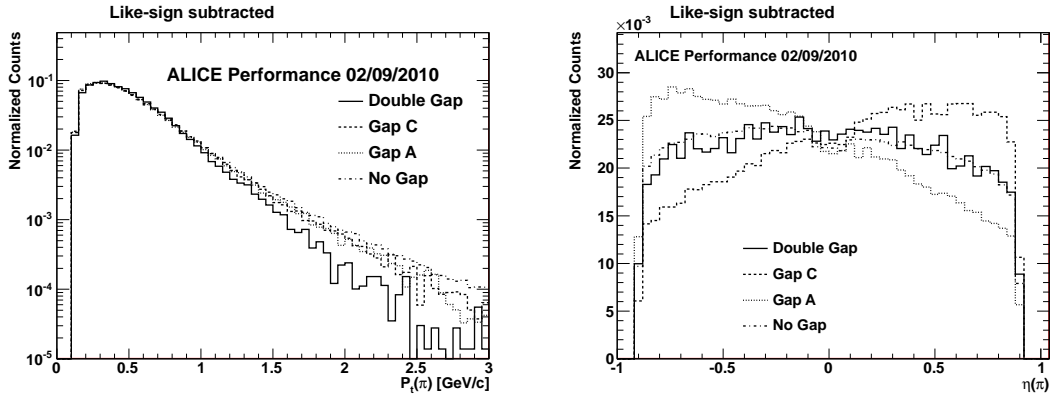 Like-sign subtracted
Normalized Counts
ALICE Performance 02/09/2010
Double Gap
Gap C
Gap A
No Gap
10⁻¹
10⁻²
10⁻³
10⁻⁴
10⁻⁵
0 0.5 1 1.5 2 2.5 3
Pₜ(π) [GeV/c]
Like-sign subtracted
×10⁻³
Normalized Counts
ALICE Performance 02/09/2010
30
25
20
15
10
5
0
Double Gap
Gap C
Gap A
No Gap
-1 -0.5 0 0.5 1
η(π)